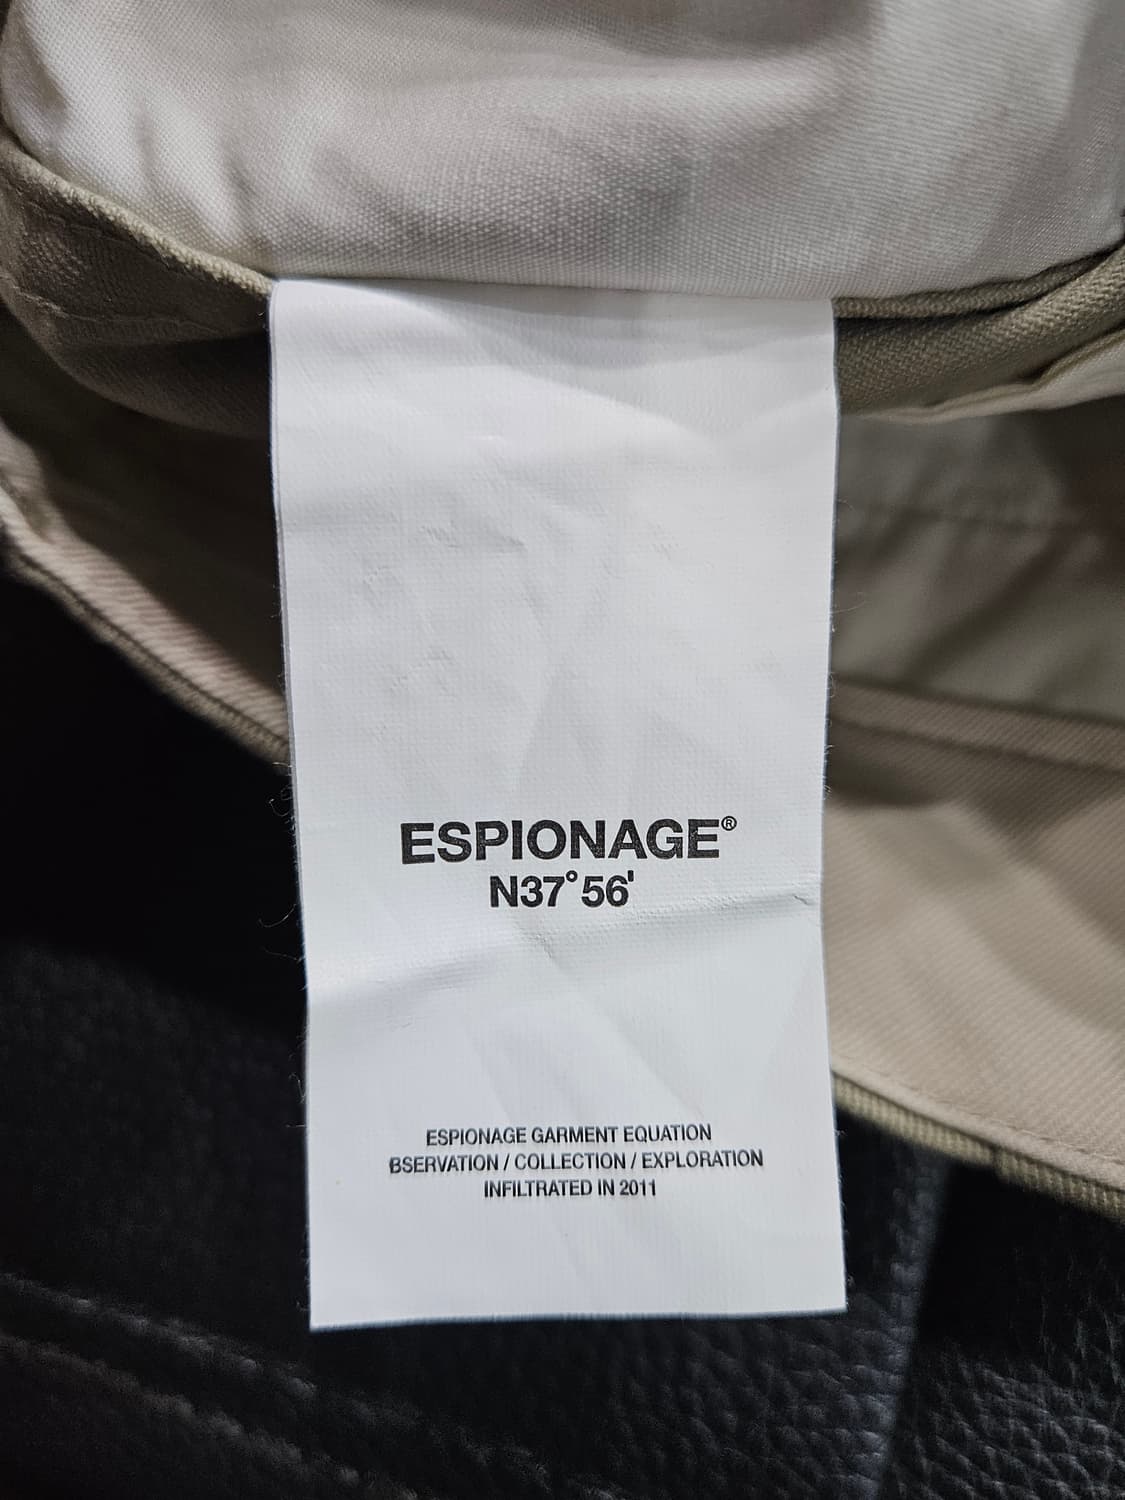 ESPIONAGE®
N37°56'
ESPIONAGE GARMENT EQUATION
BSERVATION / COLLECTION / EXPLORATION
INFILTRATED IN 2011